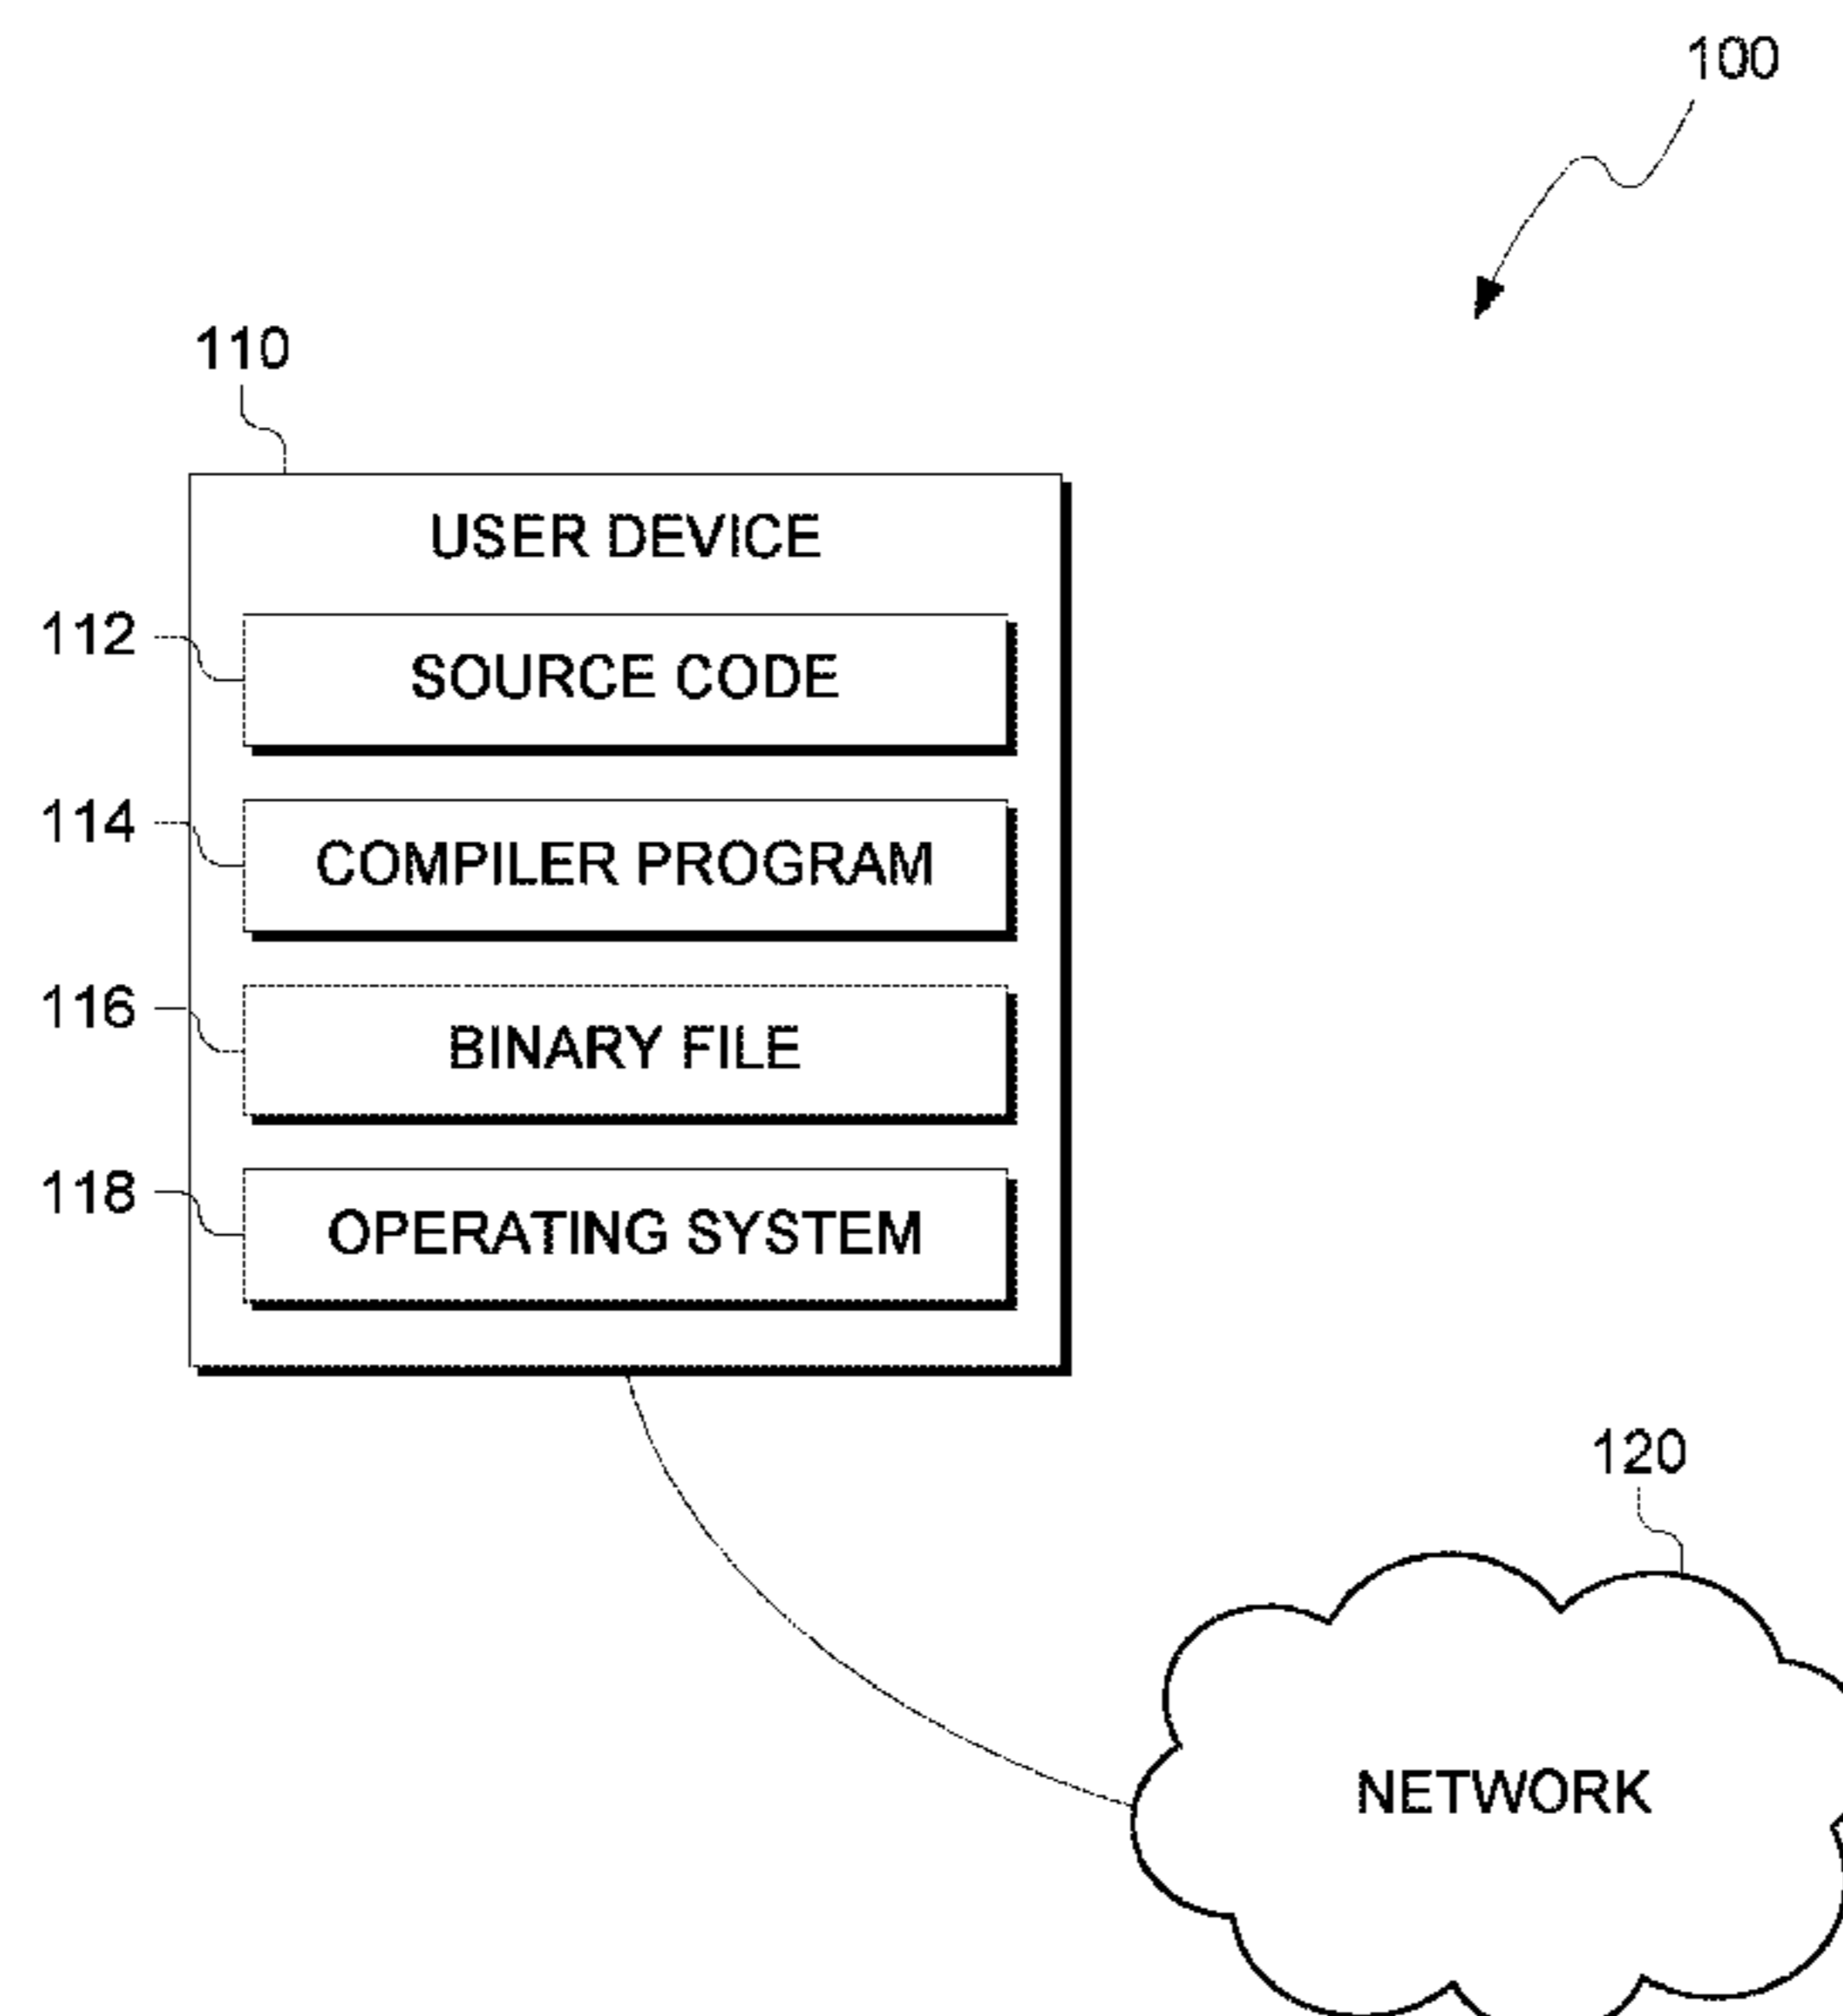 100
110
USER DEVICE
112
SOURCE CODE
114
COMPILER PROGRAM
116
BINARY FILE
118
OPERATING SYSTEM
120
NETWORK